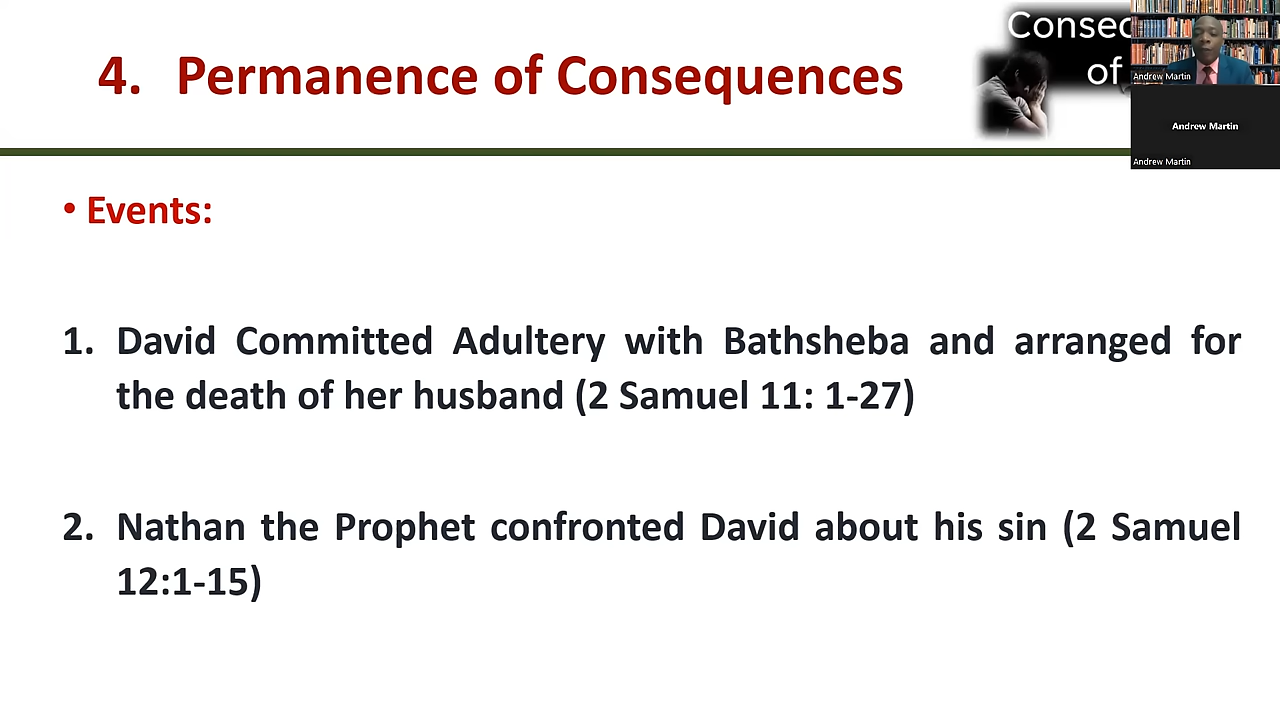 4. Permanence of Consequences
of
Andrew Martin
Andrew Martin
Andrew Martin
• Events:
1. David Committed Adultery with Bathsheba and arranged for
the death of her husband (2 Samuel 11: 1-27)
2. Nathan the Prophet confronted David about his sin (2 Samuel
12:1-15)